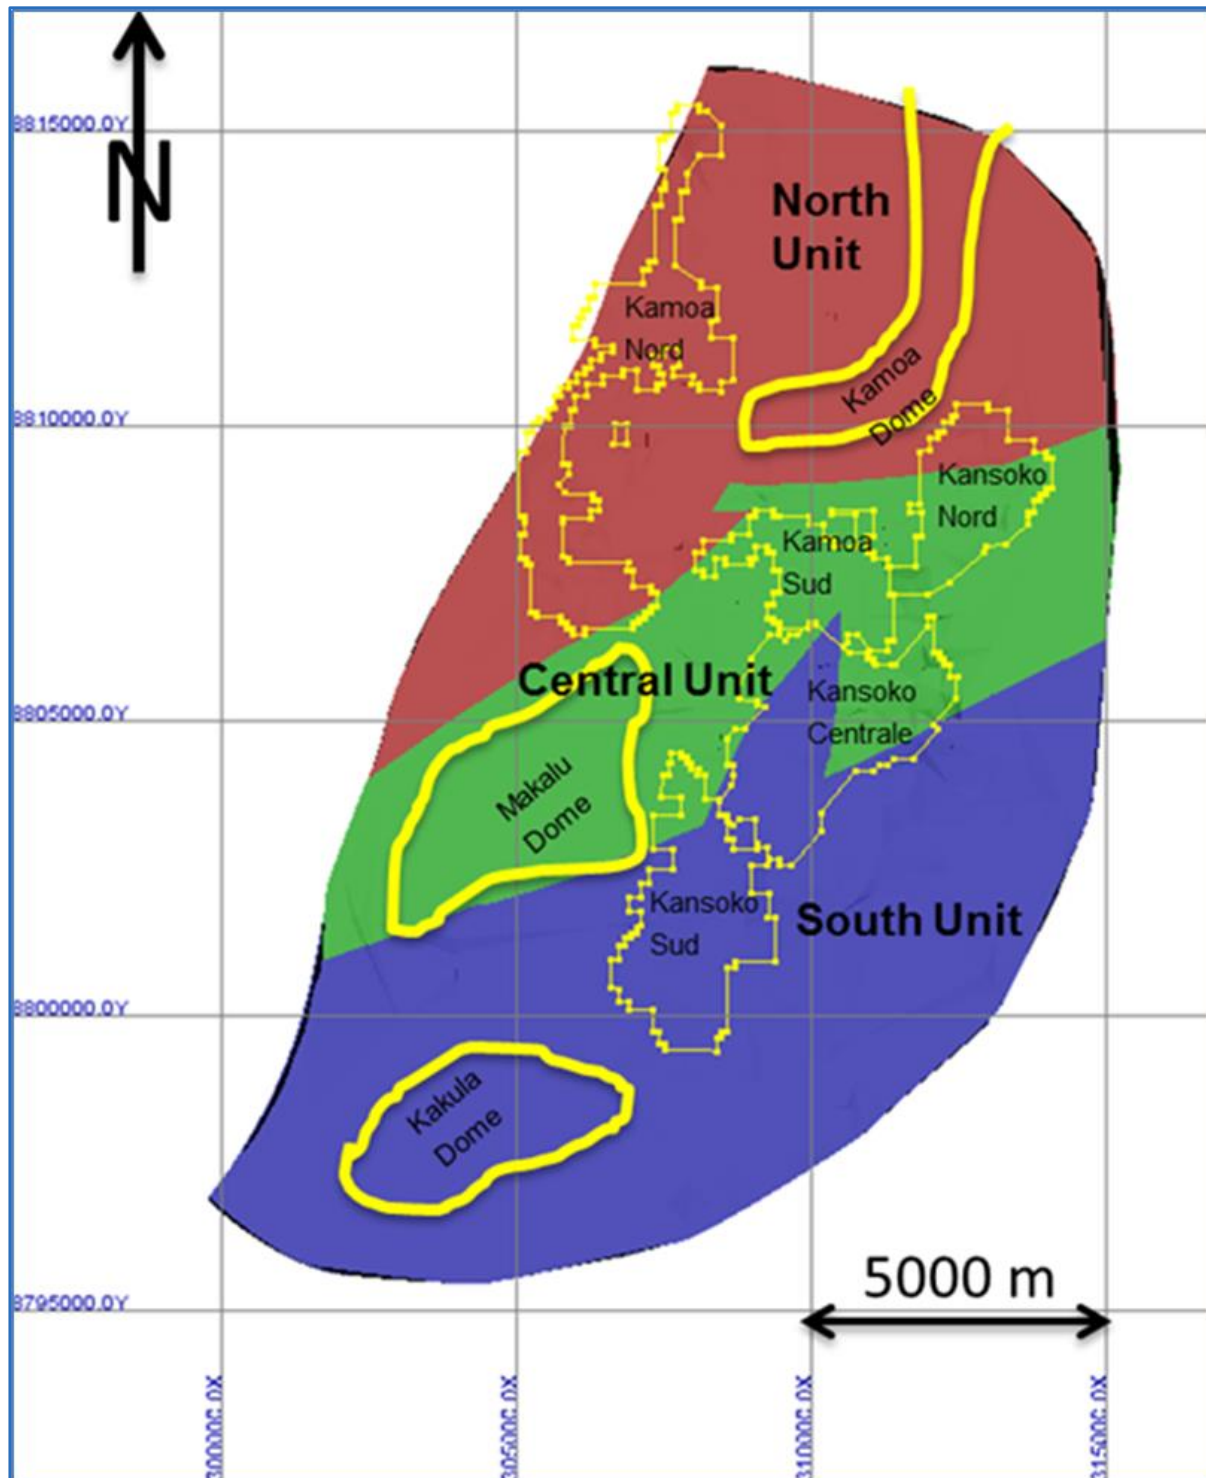 N
8815000.0Y
North
Unit
Kamoa
Nord
Kamoa
Dome
8810000.0Y
Kansoko
Nord
Kamoa
Sud
Central Unit
Kansoko
Centrale
8805000.0Y
Makalu
Dome
Kansoko
Sud
South Unit
8800000.0Y
Kakula
Dome
5000 m
8795000.0Y
300000.0X
305000.0X
310000.0X
315000.0X